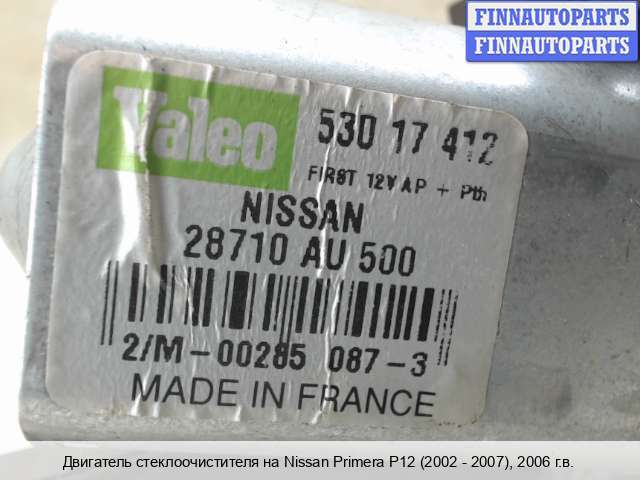 FINNAUTOPARTS
FINNAUTOPARTS
Valeo
530 17 412
FIRST 12V AP + Pth
NISSAN
28710 AU 500
2/M-00285 087-3
MADE IN FRANCE
Двигатель стеклоочистителя на Nissan Primera P12 (2002 - 2007), 2006 г.в.